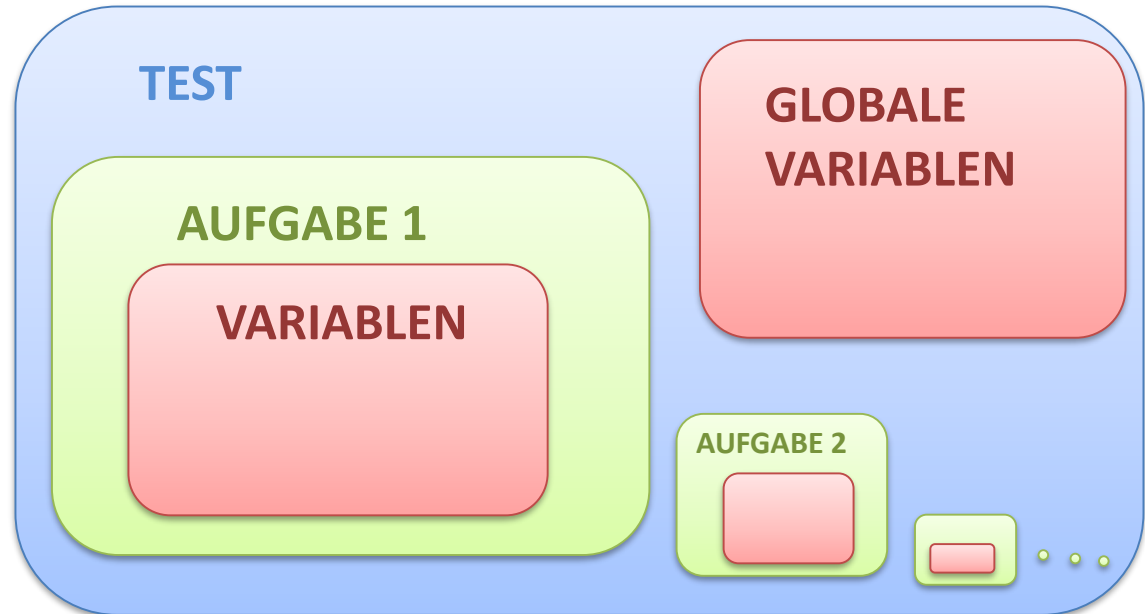 TEST
GLOBALE
VARIABLEN
AUFGABE 1
VARIABLEN
AUFGABE 2